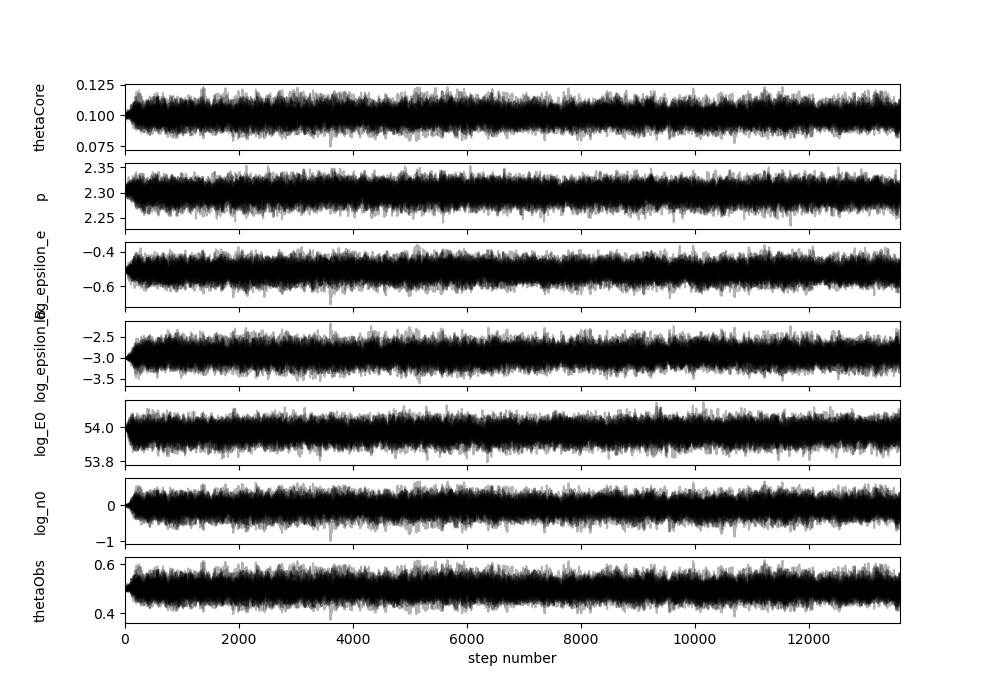 thetaCore
0.125
0.100
0.075
p
2.35
2.30
2.25
log_epsilon_e
−0.4
−0.6
log_epsilon_B
−2.5
−3.0
−3.5
log_E0
54.0
53.8
log_n0
0
−1
thetaObs
0.6
0.4
0 2000 4000 6000 8000 10000 12000
step number